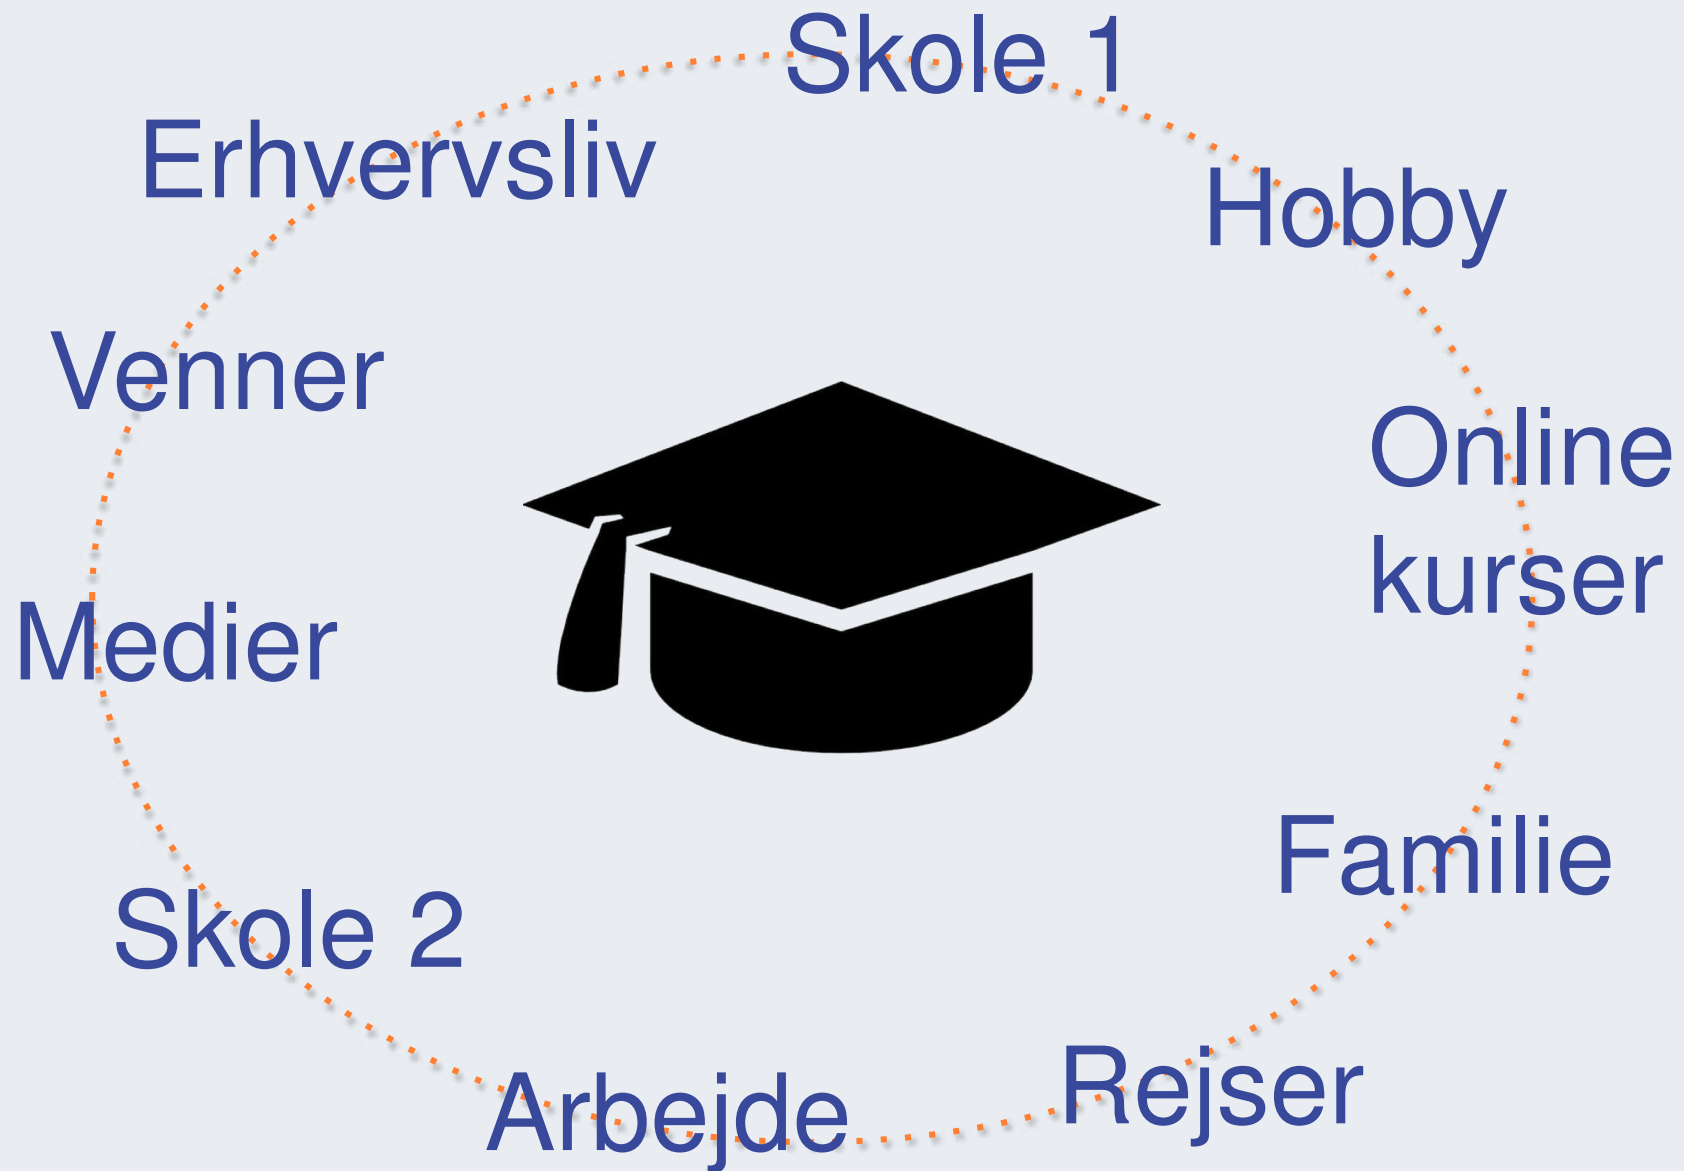 Skole 1
Erhvervsliv
Hobby
Venner
Online
kurser
Medier
Familie
Skole 2
Rejser
Arbejde